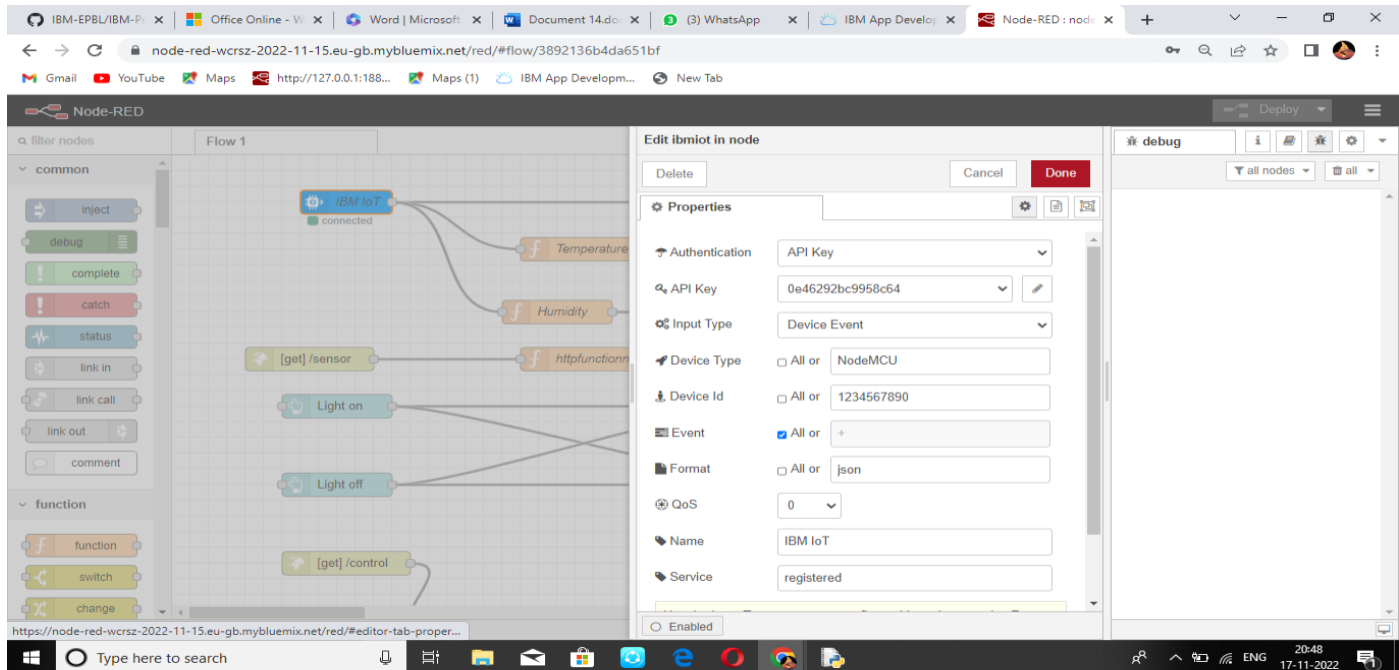 IBM-EPBL/IBM-Pr
Office Online - W
Word | Microsoft
Document 14.do
(3) WhatsApp
IBM App Develop
Node-RED : node
node-red-wcrsz-2022-11-15.eu-gb.mybluemix.net/red/#flow/3892136b4da651bf
Gmail YouTube Maps http://127.0.0.1:188... Maps (1) IBM App Developm... New Tab
Node-RED Deploy
filter nodes
Flow 1
common
inject
debug
complete
catch
status
link in
link call
link out
comment
function
function
switch
change
IBM IoT
connected
Temperature
Humidity
[get] /sensor
httpfunctionn
Light on
Light off
[get] /control
Edit ibmiot in node
Delete Cancel Done
Properties
Authentication API Key
API Key 0e46292bc9958c64
Input Type Device Event
Device Type All or NodeMCU
Device Id All or 1234567890
Event All or +
Format All or json
QoS 0
Name IBM IoT
Service registered
Enabled
debug
i
all nodes all
https://node-red-wcrsz-2022-11-15.eu-gb.mybluemix.net/red/#editor-tab-proper...
Type here to search
ENG
20:48
17-11-2022